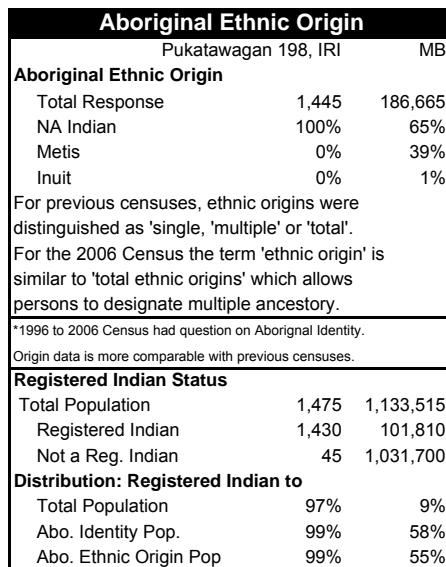 Aboriginal Ethnic Origin
Pukatawagan 198, IRI MB
Aboriginal Ethnic Origin
Total Response 1,445 186,665
NA Indian 100% 65%
Metis 0% 39%
Inuit 0% 1%
For previous censuses, ethnic origins were
distinguished as 'single, 'multiple' or 'total'.
For the 2006 Census the term 'ethnic origin' is
similar to 'total ethnic origins' which allows
persons to designate multiple ancestory.
*1996 to 2006 Census had question on Aborignal Identity.
Origin data is more comparable with previous censuses.
Registered Indian Status
Total Population 1,475 1,133,515
Registered Indian 1,430 101,810
Not a Reg. Indian 45 1,031,700
Distribution: Registered Indian to
Total Population 97% 9%
Abo. Identity Pop. 99% 58%
Abo. Ethnic Origin Pop 99% 55%